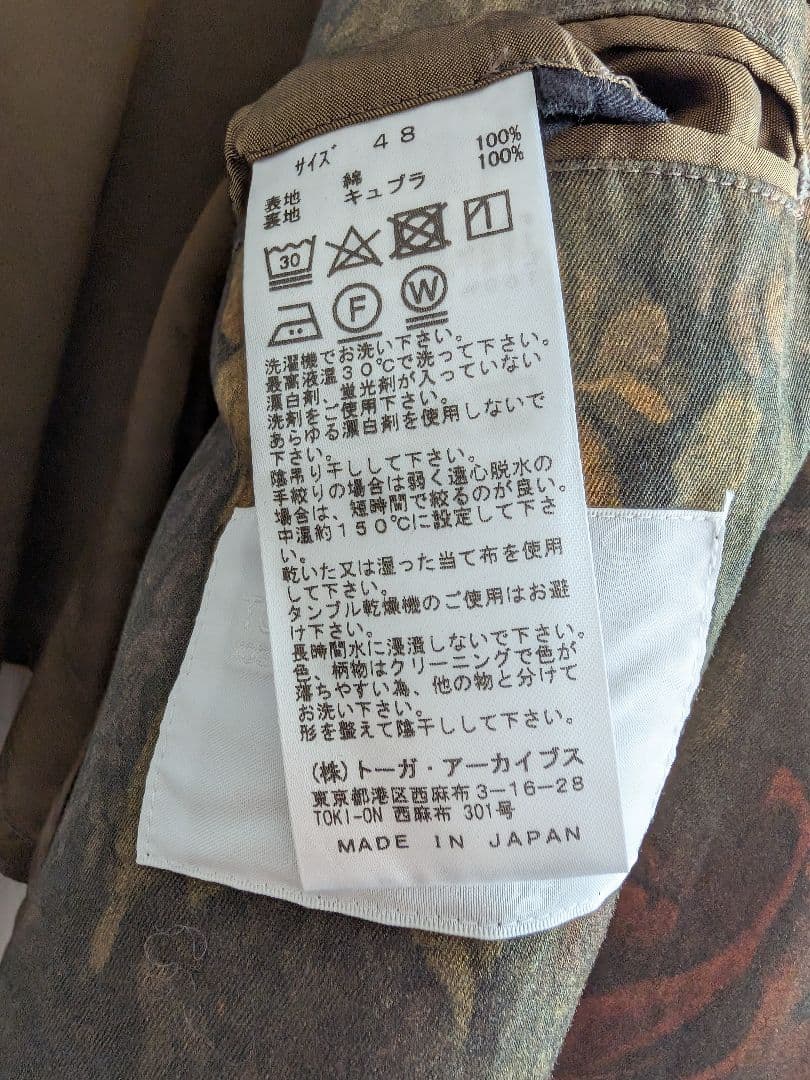 サイズ 48
表地 綿 100%
裏地 キュプラ 100%
30
F
W
洗濯機でお洗い下さい。
最高液温30℃で洗って下さい。
漂白剤、蛍光剤が入っていない
洗剤をご使用下さい。
あらゆる漂白剤を使用しないで
下さい。
陰吊り干しして下さい。
手絞りの場合は弱く遠心脱水の
場合は、短時間で絞るのが良い。
中温約150℃に設定して下さ
い。
乾いた又は湿った当て布を使用
して下さい。
タンブル乾燥機のご使用はお避
け下さい。
長時間水に浸漬しないで下さい。
色、柄物はクリーニングで色が
落ちやすい為、他の物と分けて
お洗い下さい。
形を整えて陰干しして下さい。
(株)トーガ・アーカイブス
東京都港区西麻布3-16-28
TOKI-ON 西麻布 301号
MADE IN JAPAN